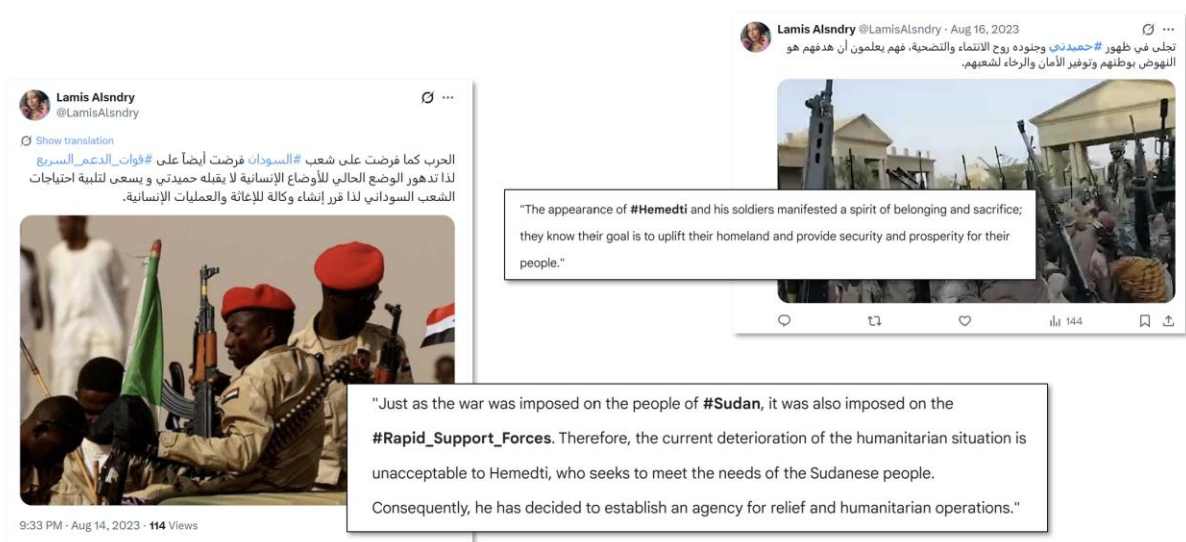 Lamis Alsndry
@LamisAlsndry
Show translation
الحرب كما فرضت على شعب #السودان فرضت أيضاً على #قوات_الدعم_السريع
لذا تدهور الوضع الحالي للأوضاع الإنسانية لا يقبله حميدتي و يسعى لتلبية احتياجات
الشعب السوداني لذا قرر إنشاء وكالة للإغاثة والعمليات الإنسانية.
9:33 PM · Aug 14, 2023 · 114 Views
Lamis Alsndry @LamisAlsndry · Aug 16, 2023
تجلى في ظهور #حميدتي وجنوده روح الانتماء والتضحية، فهم يعلمون أن هدفهم هو
النهوض بوطنهم وتوفير الأمان والرخاء لشعبهم.
144
"The appearance of #Hemedti and his soldiers manifested a spirit of belonging and sacrifice;
they know their goal is to uplift their homeland and provide security and prosperity for their
people."
"Just as the war was imposed on the people of #Sudan, it was also imposed on the
#Rapid_Support_Forces. Therefore, the current deterioration of the humanitarian situation is
unacceptable to Hemedti, who seeks to meet the needs of the Sudanese people.
Consequently, he has decided to establish an agency for relief and humanitarian operations."